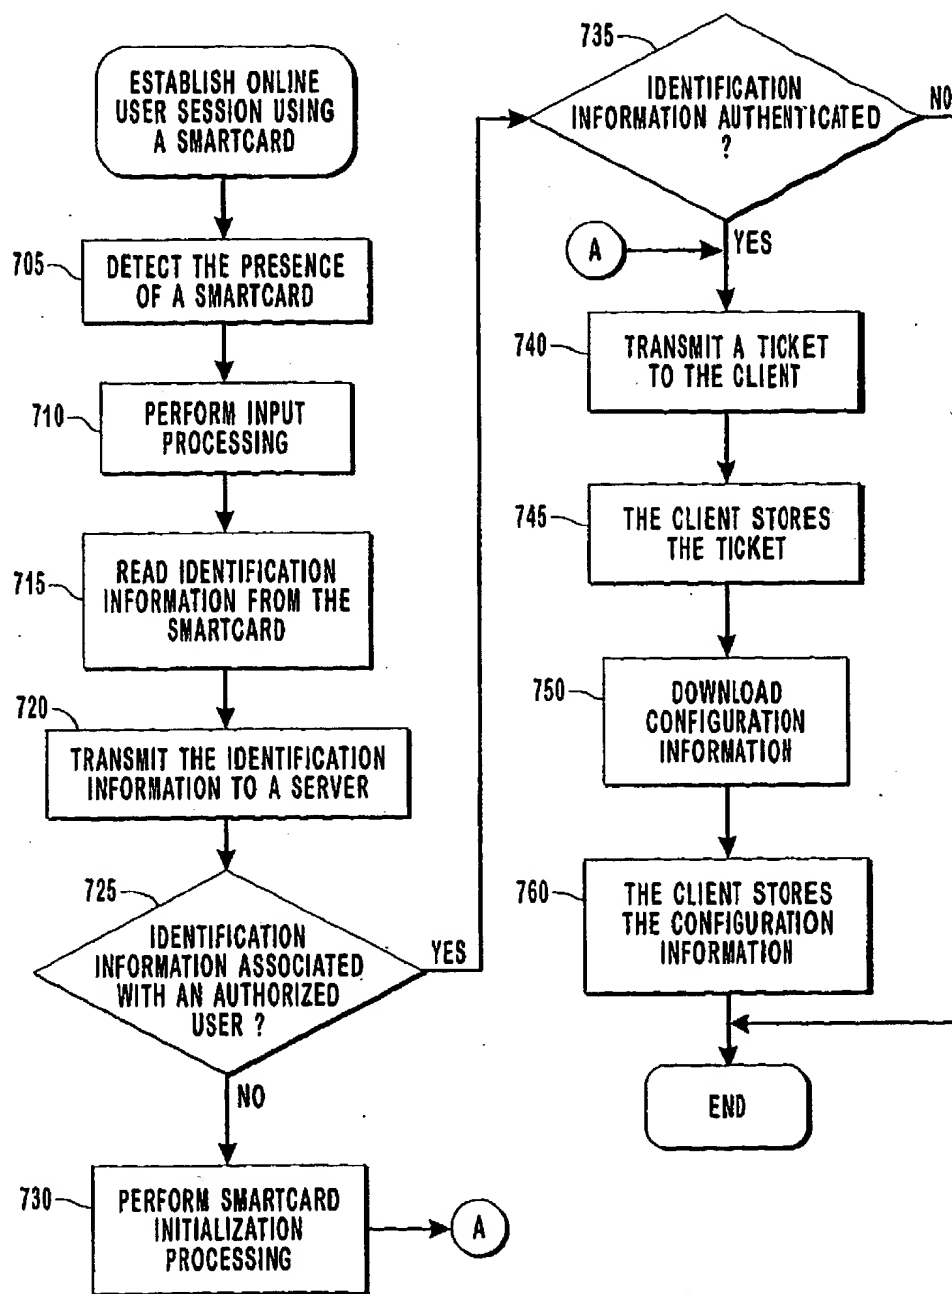 ESTABLISH ONLINE
USER SESSION USING
A SMARTCARD
705
DETECT THE PRESENCE
OF A SMARTCARD
710
PERFORM INPUT
PROCESSING
715
READ IDENTIFICATION
INFORMATION FROM THE
SMARTCARD
720
TRANSMIT THE IDENTIFICATION
INFORMATION TO A SERVER
725
IDENTIFICATION
INFORMATION ASSOCIATED
WITH AN AUTHORIZED
USER ?
YES
NO
730
PERFORM SMARTCARD
INITIALIZATION
PROCESSING
A
735
IDENTIFICATION
INFORMATION AUTHENTICATED
?
NO
YES
A
740
TRANSMIT A TICKET
TO THE CLIENT
745
THE CLIENT STORES
THE TICKET
750
DOWNLOAD
CONFIGURATION
INFORMATION
760
THE CLIENT STORES
THE CONFIGURATION
INFORMATION
END